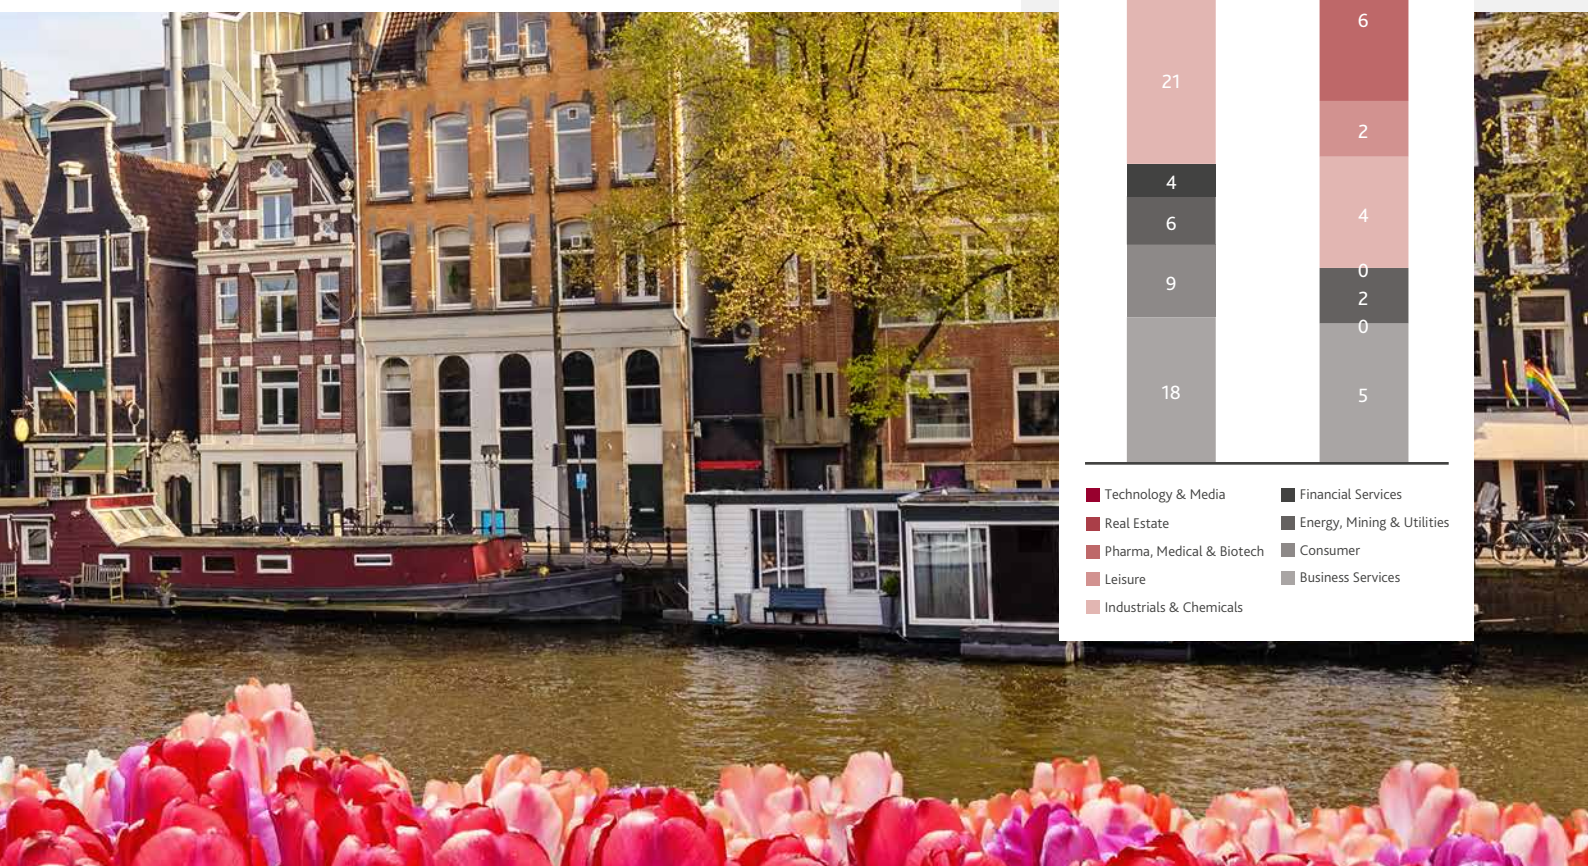 6
21
2
4
6
4
0
9
2
0
18
5
Technology & Media
Financial Services
Real Estate
Energy, Mining & Utilities
Pharma, Medical & Biotech
Consumer
Leisure
Business Services
Industrials & Chemicals